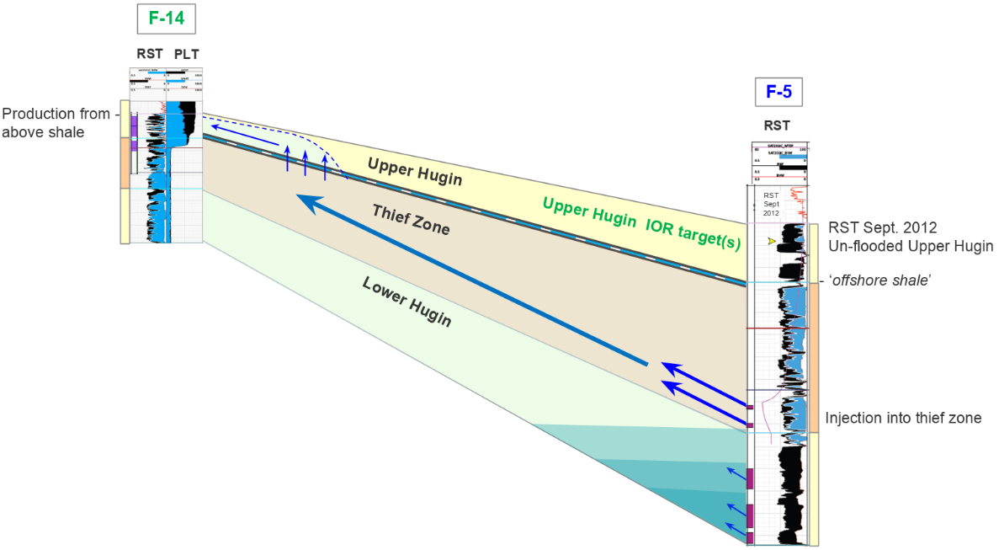 F-14
RST PLT
Production from
above shale
F-5
RST
SAT2028C_WTEP
RST
Sept
2012
Upper Hugin
Upper Hugin IOR target(s)
Thief Zone
Lower Hugin
RST Sept. 2012
Un-flooded Upper Hugin
‘offshore shale’
Injection into thief zone